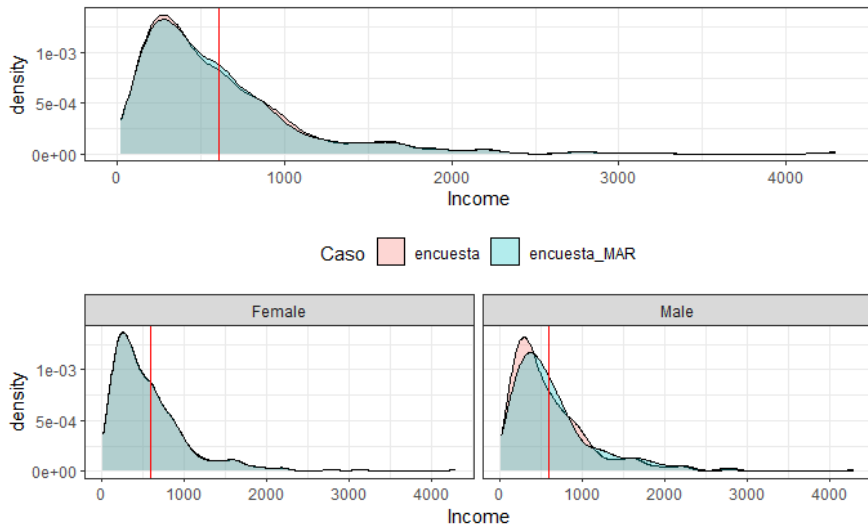 density
1e-03
5e-04
0e+00
0 1000 2000 3000 4000
Income
Caso encuesta encuesta_MAR
Female Male
density
1e-03
5e-04
0e+00
0 1000 2000 3000 4000 0 1000 2000 3000 4000
Income